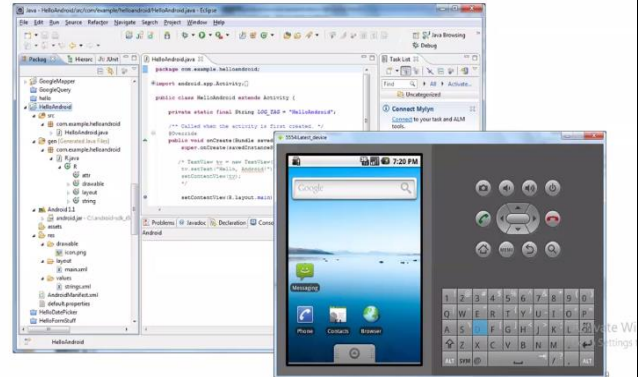 Java - HelloAndroid/src/com/example/helloandroid/HelloAndroid.java - Eclipse
File Edit Run Source Refactor Navigate Search Project Window Help
Java Browsing
Debug
Hierarc JUnit
HelloAndroid.java
Task List
GoogleMapper
GoogleQuery
hello
HelloAndroid
src
com.example.helloandroid
HelloAndroid.java
gen [Generated Java Files]
com.example.helloandroid
R.java
R
attr
drawable
layout
string
Android 1.1
android.jar
assets
res
drawable
icon.png
layout
main.xml
values
strings.xml
AndroidManifest.xml
default.properties
HelloDatePicker
HelloFormStuff
HelloAndroid
package com.example.helloandroid;
import android.app.Activity;
public class HelloAndroid extends Activity {
private static final String LOG_TAG = "HelloAndroid";
/** Called when the activity is first created. */
@Override
public void onCreate(Bundle
super.onCreate(savedInstance
/* TextView tv = new TextView
tv.setText("Hello, Android
setContentView(tv);
*/
setContentView(R.layout.main
Problems Javadoc Declaration
Android
Find All Activate...
Uncategorized
Connect Mylyn
Connect to your task and ALM
tools.
5554:Latest_device
7:20 PM
Google
Messaging
Phone Contacts Browser
MENU
1 2 3 4 5 6 7 8 9 0
Q W E R T Y U I O P
A S D F G H J K L
Z X C V B N M .
ALT SYM @ / , ALT
Settings